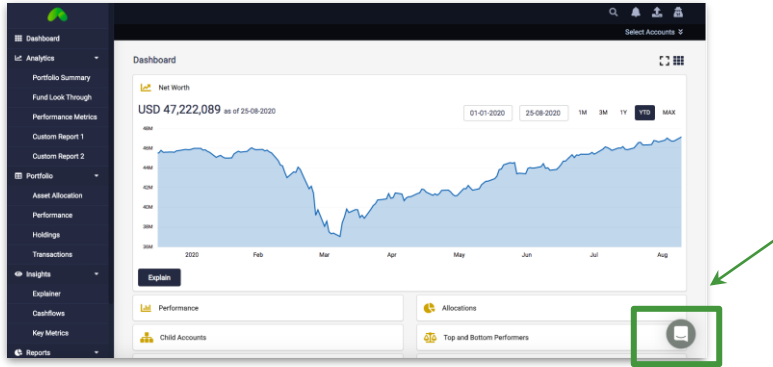 Select Accounts
Dashboard
Analytics
Portfolio Summary
Fund Look Through
Performance Metrics
Custom Report 1
Custom Report 2
Portfolio
Asset Allocation
Performance
Holdings
Transactions
Insights
Explainer
Cashflows
Key Metrics
Reports
Dashboard
Net Worth
USD 47,222,089 as of 25-08-2020
01-01-2020 25-08-2020 1M 3M 1Y YTD MAX
48M
46M
44M
42M
40M
38M
36M
2020 Feb Mar Apr May Jun Jul Aug
Explain
Performance
Allocations
Child Accounts
Top and Bottom Performers